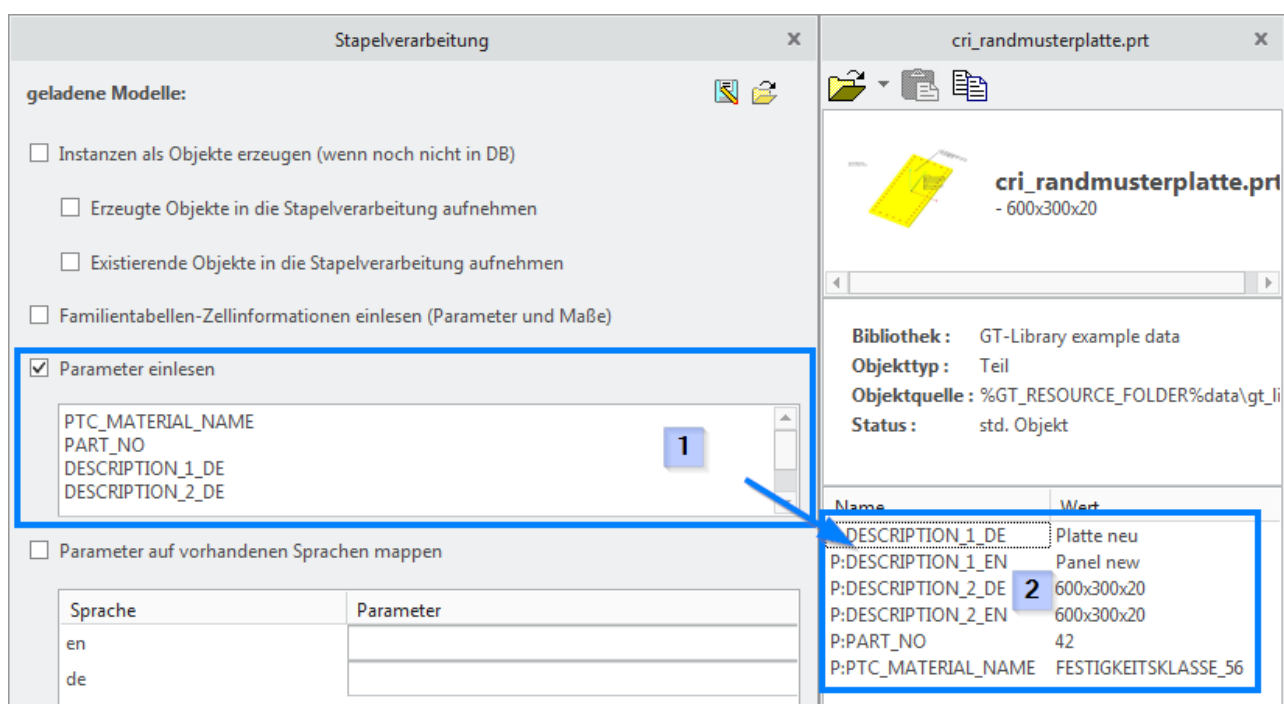 Stapelverarbeitung
geladene Modelle:
Instanzen als Objekte erzeugen (wenn noch nicht in DB)
Erzeugte Objekte in die Stapelverarbeitung aufnehmen
Existierende Objekte in die Stapelverarbeitung aufnehmen
Familientabellen-Zellinformationen einlesen (Parameter und Maße)
Parameter einlesen
PTC_MATERIAL_NAME
PART_NO
DESCRIPTION_1_DE
DESCRIPTION_2_DE
1
Parameter auf vorhandenen Sprachen mappen
Sprache Parameter
en
de
cri_randmusterplatte.prt
cri_randmusterplatte.prt
- 600x300x20
Bibliothek : GT-Library example data
Objekttyp : Teil
Objektquelle : %GT_RESOURCE_FOLDER%data\gt_li
Status : std. Objekt
Name Wert
P:DESCRIPTION_1_DE Platte neu
P:DESCRIPTION_1_EN Panel new
P:DESCRIPTION_2_DE 600x300x20
2
P:DESCRIPTION_2_EN 600x300x20
P:PART_NO 42
P:PTC_MATERIAL_NAME FESTIGKEITSKLASSE_56